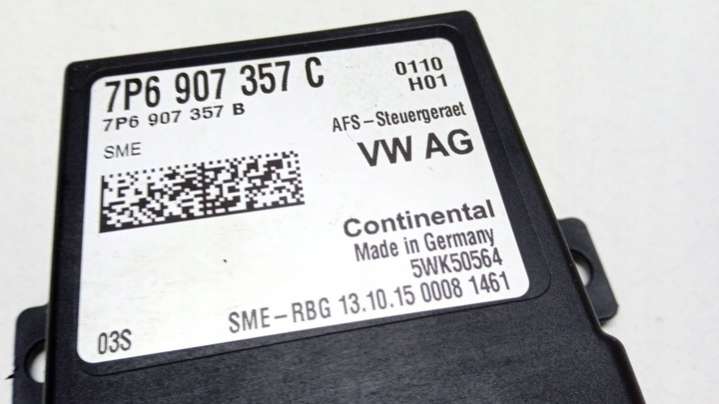 7P6 907 357 C
7P6 907 357 B
0110
H01
AFS-Steuergeraet
SME
VW AG
Continental
Made in Germany
5WK50564
SME-RBG 13.10.15 0008 1461
03S